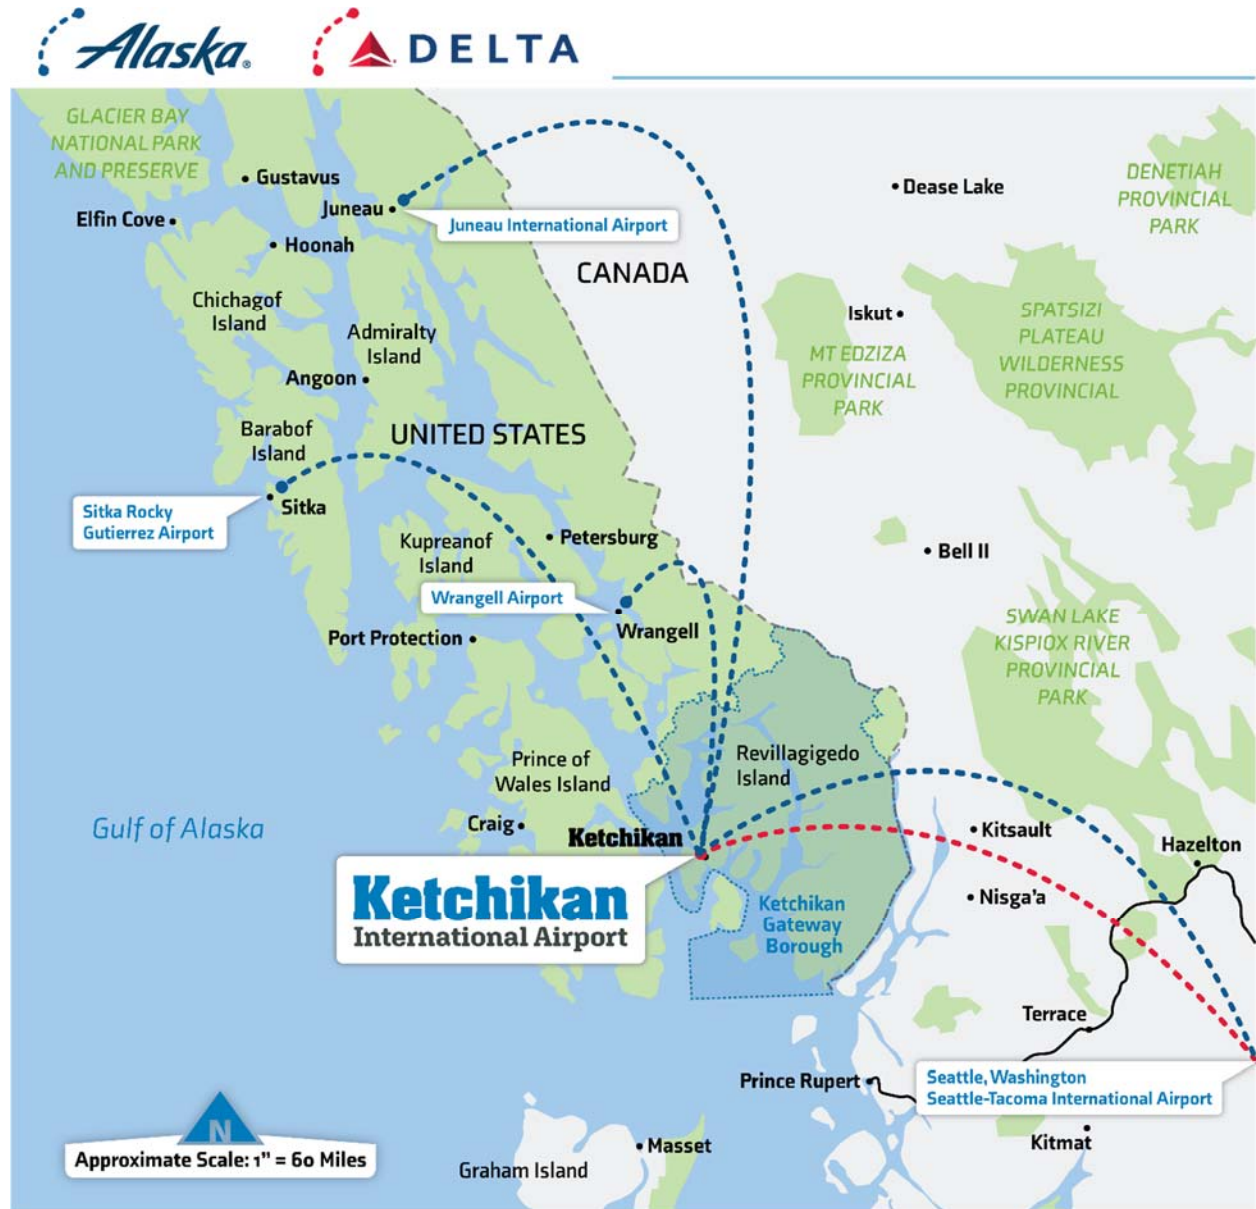 Alaska®
DELTA
GLACIER BAY
NATIONAL PARK
AND PRESERVE
Gustavus
Juneau
Elfin Cove
Juneau International Airport
Hoonah
Dease Lake
DENETIAH
PROVINCIAL
PARK
CANADA
Chichagof
Island
Admiralty
Island
Iskut
MT EDZIZA
PROVINCIAL
PARK
SPATSIZI
PLATEAU
WILDERNESS
PROVINCIAL
Angoon
Barabof
Island
UNITED STATES
Sitka Rocky
Gutierrez Airport
Sitka
Kupreanof
Island
Petersburg
Bell II
Wrangell Airport
Wrangell
Port Protection
SWAN LAKE
KISPIOX RIVER
PROVINCIAL
PARK
Prince of
Wales Island
Revillagigedo
Island
Gulf of Alaska
Craig
Ketchikan
Kitsault
Hazelton
Ketchikan
International Airport
Ketchikan
Gateway
Borough
Nisga'a
Terrace
Prince Rupert
Seattle, Washington
Seattle-Tacoma International Airport
Kitmat
N
Approximate Scale: 1" = 60 Miles
Graham Island
Masset